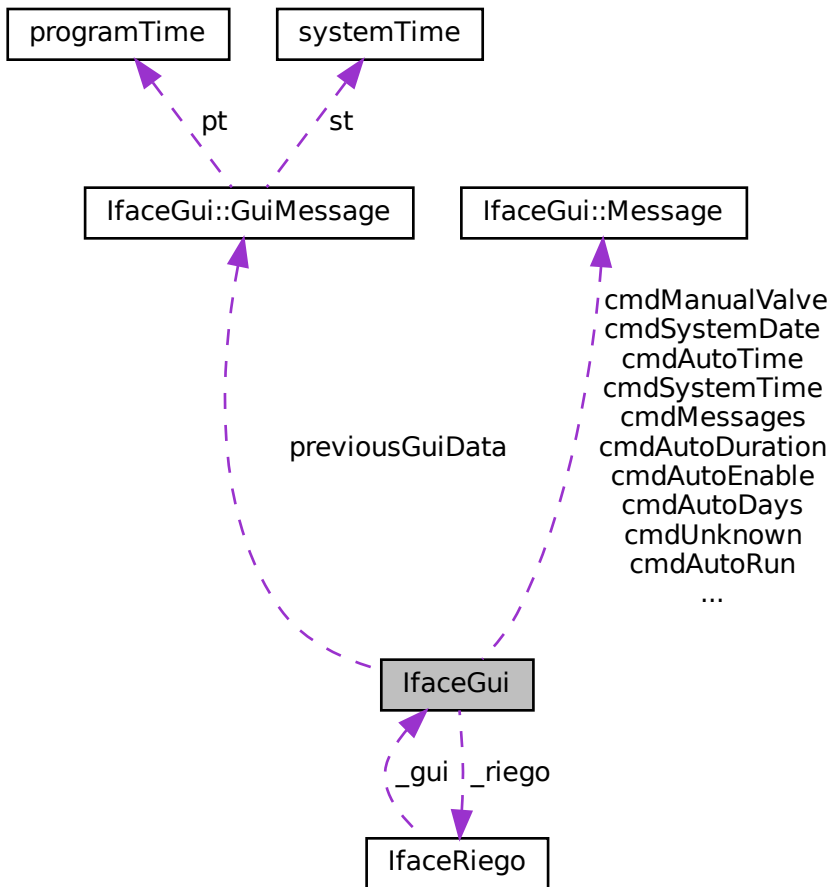 programTime
systemTime
pt
st
IfaceGui::GuiMessage
IfaceGui::Message
cmdManualValve
cmdSystemDate
cmdAutoTime
cmdSystemTime
cmdMessages
cmdAutoDuration
cmdAutoEnable
cmdAutoDays
cmdUnknown
cmdAutoRun
...
previousGuiData
IfaceGui
_gui
_riego
IfaceRiego